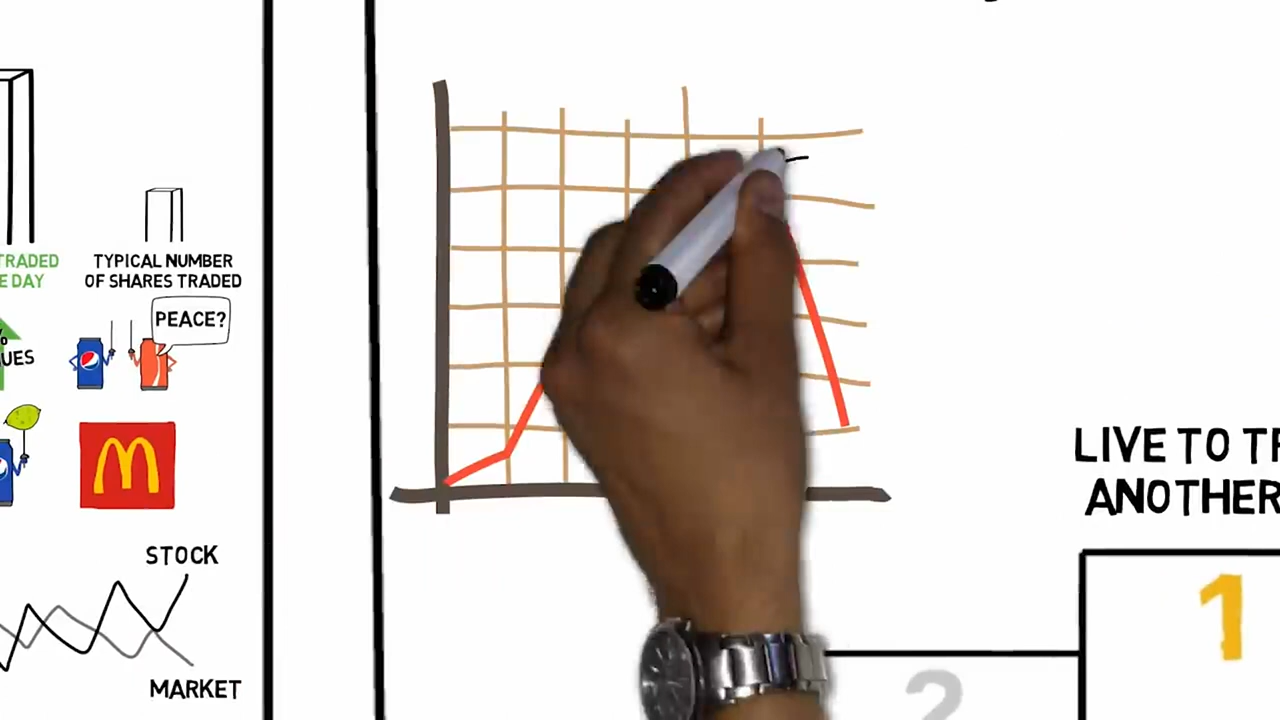 TRADED
E DAY
TYPICAL NUMBER
OF SHARES TRADED
PEACE?
%
UES
STOCK
MARKET
LIVE TO TR
ANOTHER
1
2